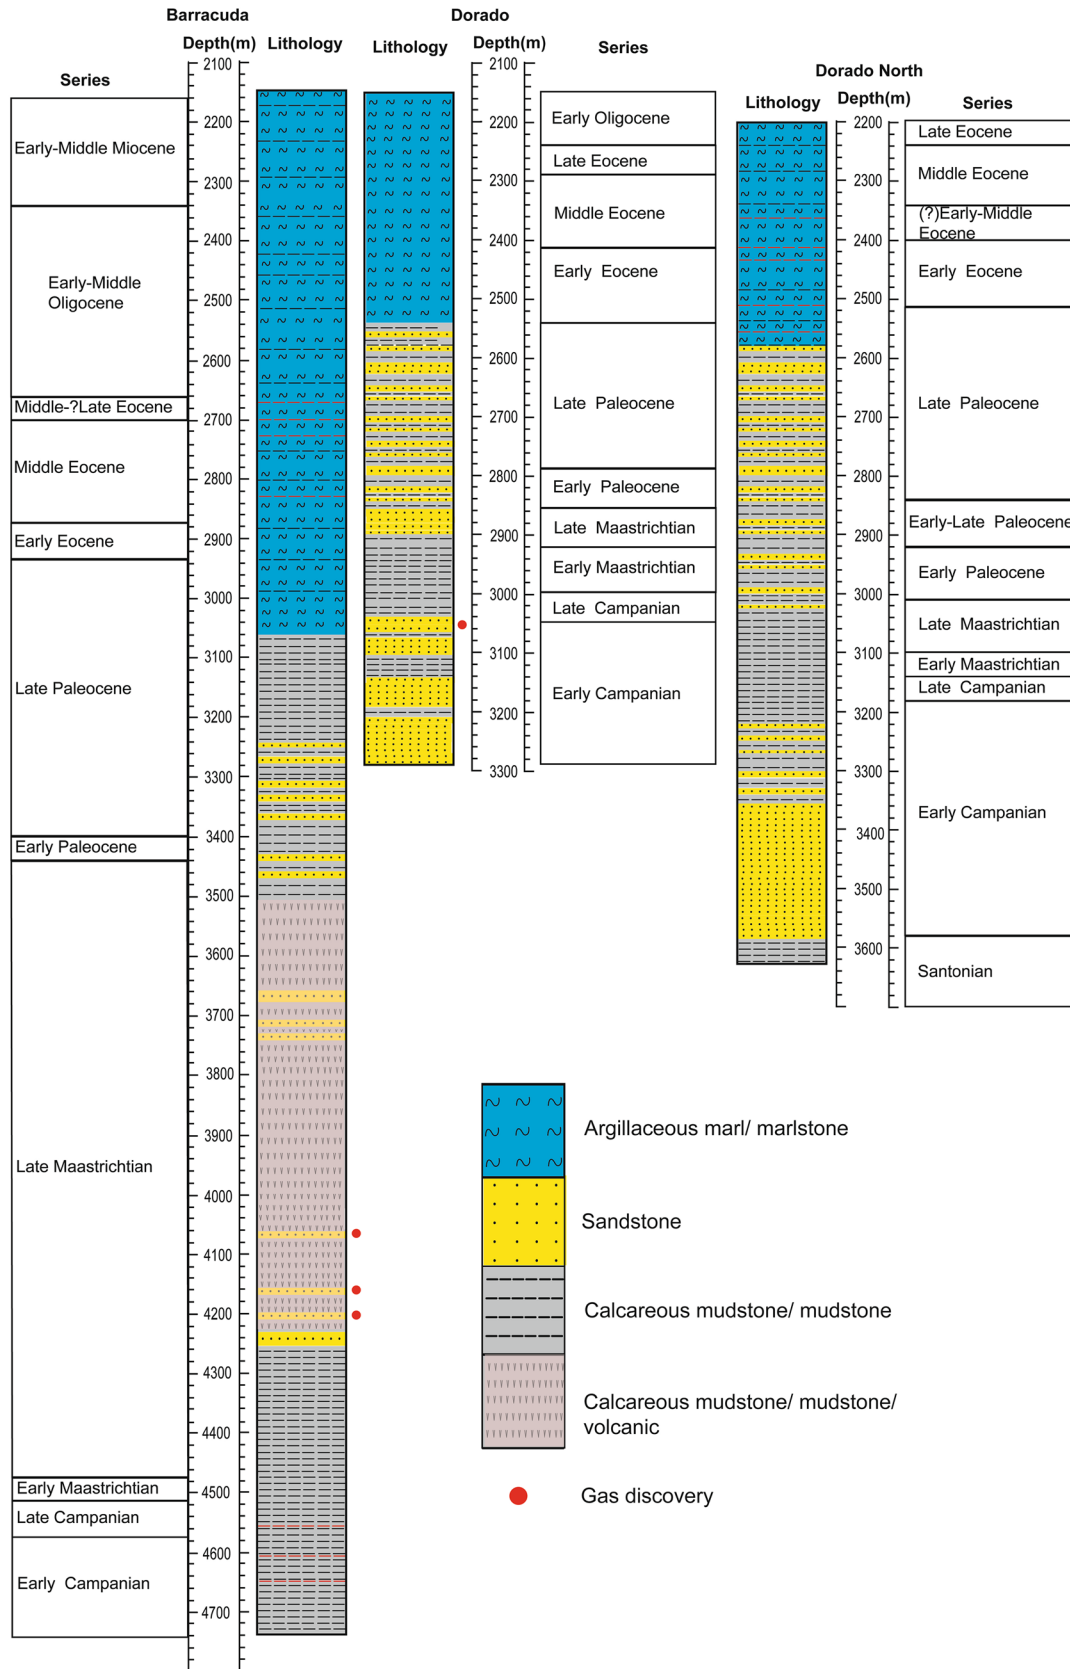 Barracuda
Depth(m)
Lithology
Series
2100
2200
2300
2400
2500
2600
2700
2800
2900
3000
3100
3200
3300
3400
3500
3600
3700
3800
3900
4000
4100
4200
4300
4400
4500
4600
4700
Early-Middle Miocene
Early-Middle
Oligocene
Middle-?Late Eocene
Middle Eocene
Early Eocene
Late Paleocene
Early Paleocene
Late Maastrichtian
Early Maastrichtian
Late Campanian
Early Campanian
Dorado
Lithology
Depth(m)
Series
2100
2200
2300
2400
2500
2600
2700
2800
2900
3000
3100
3200
3300
Early Oligocene
Late Eocene
Middle Eocene
Early Eocene
Late Paleocene
Early Paleocene
Late Maastrichtian
Early Maastrichtian
Late Campanian
Early Campanian
Dorado North
Lithology
Depth(m)
Series
2200
2300
2400
2500
2600
2700
2800
2900
3000
3100
3200
3300
3400
3500
3600
Late Eocene
Middle Eocene
(?)Early-Middle
Eocene
Early Eocene
Late Paleocene
Early-Late Paleocene
Early Paleocene
Late Maastrichtian
Early Maastrichtian
Late Campanian
Early Campanian
Santonian
Argillaceous marl/ marlstone
Sandstone
Calcareous mudstone/ mudstone
Calcareous mudstone/ mudstone/
volcanic
Gas discovery